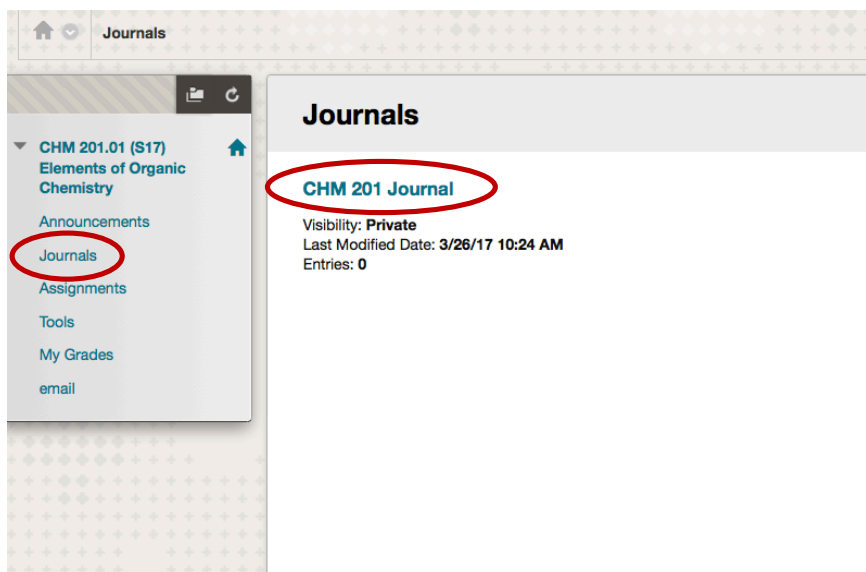 Journals
CHM 201.01 (S17)
Elements of Organic
Chemistry
Announcements
Journals
Assignments
Tools
My Grades
email
Journals
CHM 201 Journal
Visibility: Private
Last Modified Date: 3/26/17 10:24 AM
Entries: 0